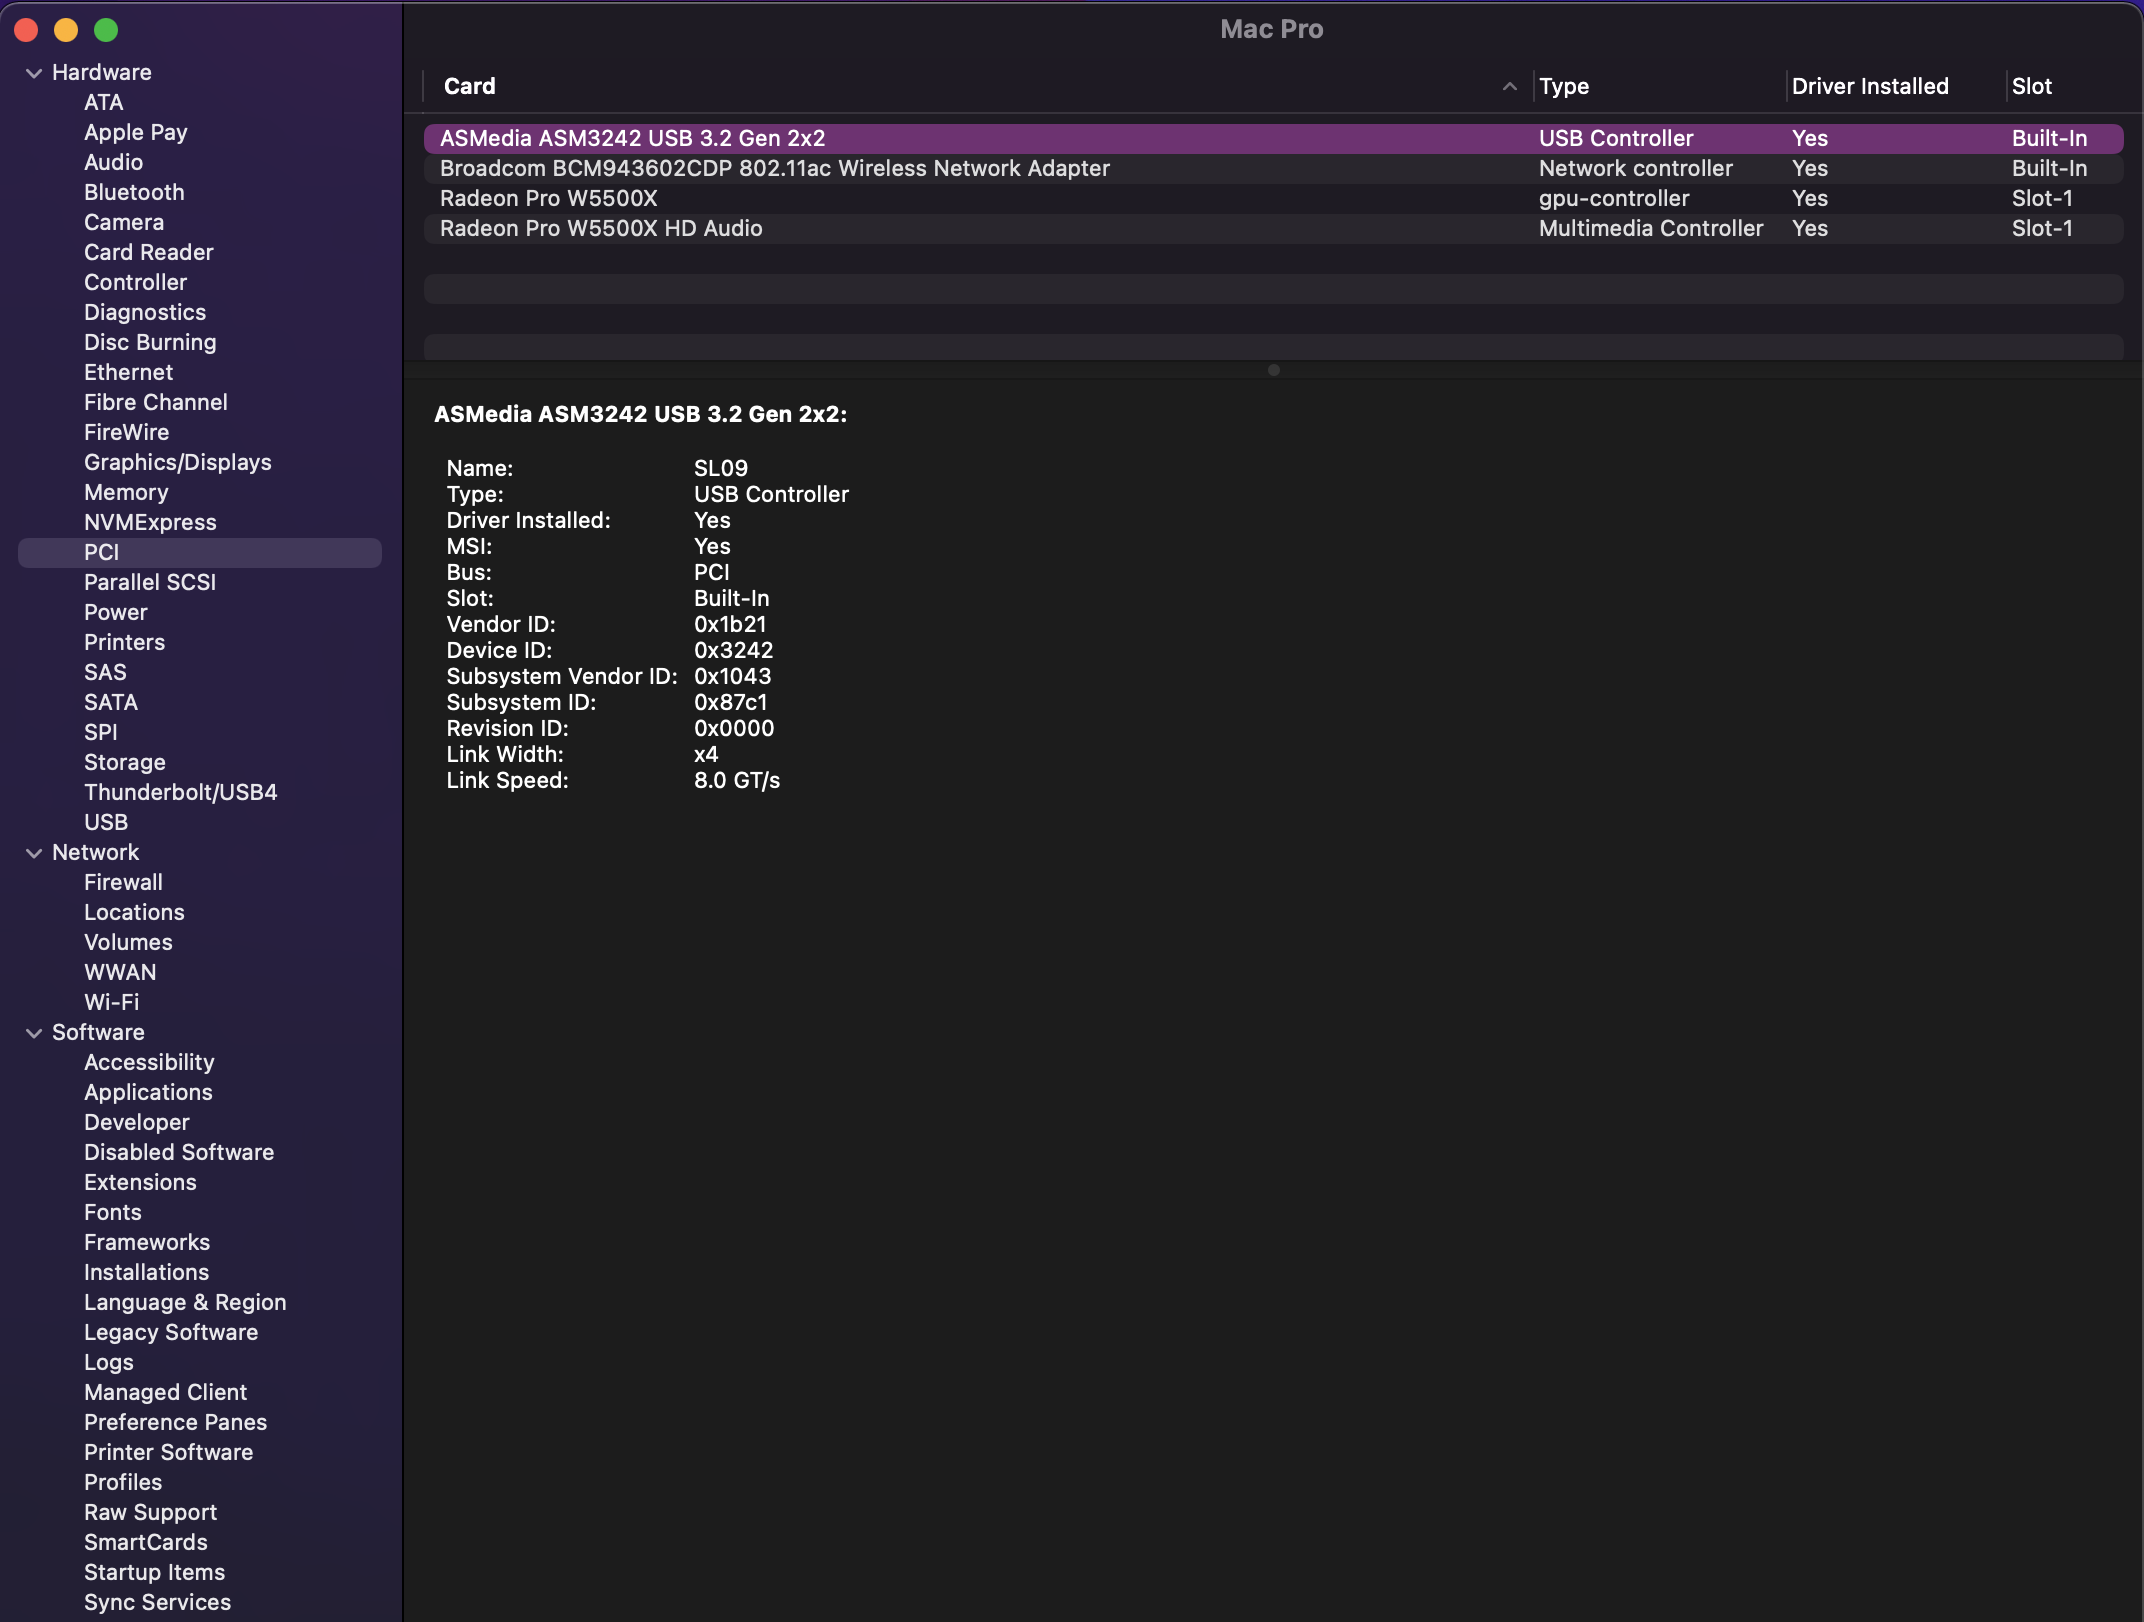 Mac Pro
Hardware
ATA
Apple Pay
Audio
Bluetooth
Camera
Card Reader
Controller
Diagnostics
Disc Burning
Ethernet
Fibre Channel
FireWire
Graphics/Displays
Memory
NVMExpress
PCI
Parallel SCSI
Power
Printers
SAS
SATA
SPI
Storage
Thunderbolt/USB4
USB
Network
Firewall
Locations
Volumes
WWAN
Wi-Fi
Software
Accessibility
Applications
Developer
Disabled Software
Extensions
Fonts
Frameworks
Installations
Language & Region
Legacy Software
Logs
Managed Client
Preference Panes
Printer Software
Profiles
Raw Support
SmartCards
Startup Items
Sync Services
Card Type Driver Installed Slot
ASMedia ASM3242 USB 3.2 Gen 2x2 USB Controller Yes Built-In
Broadcom BCM943602CDP 802.11ac Wireless Network Adapter Network controller Yes Built-In
Radeon Pro W5500X gpu-controller Yes Slot-1
Radeon Pro W5500X HD Audio Multimedia Controller Yes Slot-1
ASMedia ASM3242 USB 3.2 Gen 2x2:
Name: SL09
Type: USB Controller
Driver Installed: Yes
MSI: Yes
Bus: PCI
Slot: Built-In
Vendor ID: 0x1b21
Device ID: 0x3242
Subsystem Vendor ID: 0x1043
Subsystem ID: 0x87c1
Revision ID: 0x0000
Link Width: x4
Link Speed: 8.0 GT/s